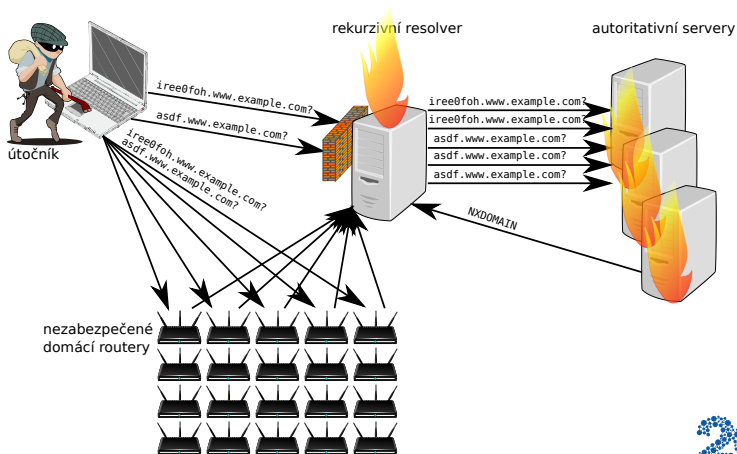 rekurzivní resolver
autoritativní servery
útočník
iree0foh.www.example.com?
asdf.www.example.com?
iree0foh.www.example.com?
asdf.www.example.com?
iree0foh.www.example.com?
iree0foh.www.example.com?
asdf.www.example.com?
asdf.www.example.com?
asdf.www.example.com?
NXDOMAIN
nezabezpečené
domácí routery
2